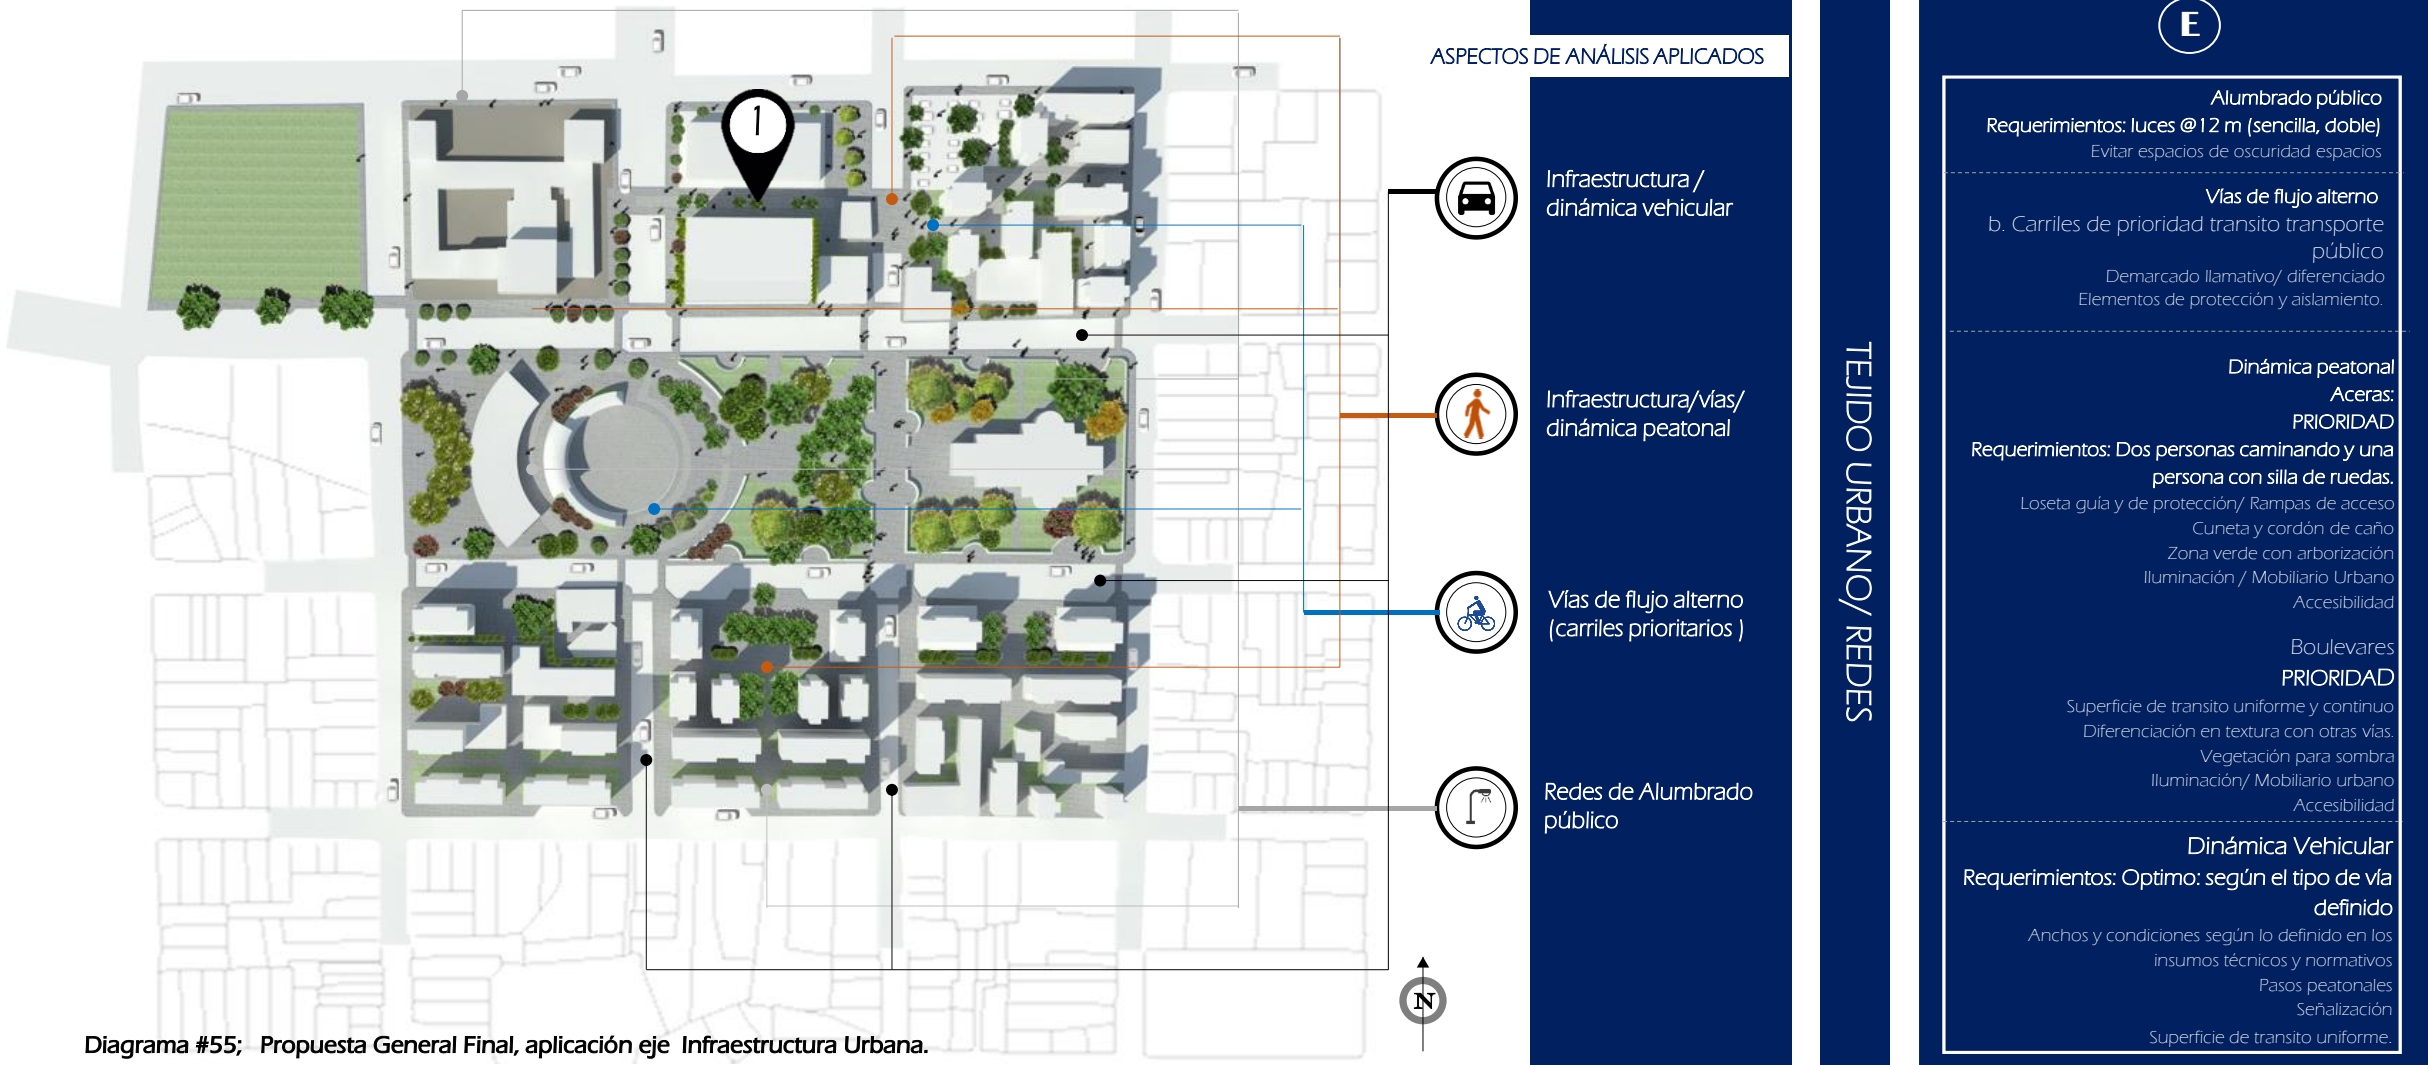 1
ASPECTOS DE ANÁLISIS APLICADOS
Infraestructura /
dinámica vehicular
Infraestructura/vías/
dinámica peatonal
Vías de flujo alterno
(carriles prioritarios )
Redes de Alumbrado
público
N
Diagrama #55; Propuesta General Final, aplicación eje Infraestructura Urbana.
TEJIDO URBANO/ REDES
E
Alumbrado público
Requerimientos: luces @12 m (sencilla, doble)
Evitar espacios de oscuridad espacios
Vías de flujo alterno
b. Carriles de prioridad transito transporte
público
Demarcado llamativo/ diferenciado
Elementos de protección y aislamiento.
Dinámica peatonal
Aceras:
PRIORIDAD
Requerimientos: Dos personas caminando y una
persona con silla de ruedas.
Loseta guía y de protección/ Rampas de acceso
Cuneta y cordón de caño
Zona verde con arborización
Iluminación / Mobiliario Urbano
Accesibilidad
Boulevares
PRIORIDAD
Superficie de transito uniforme y continuo
Diferenciación en textura con otras vías.
Vegetación para sombra
Iluminación/ Mobiliario urbano
Accesibilidad
Dinámica Vehicular
Requerimientos: Optimo: según el tipo de vía
definido
Anchos y condiciones según lo definido en los
insumos técnicos y normativos
Pasos peatonales
Señalización
Superficie de transito uniforme.